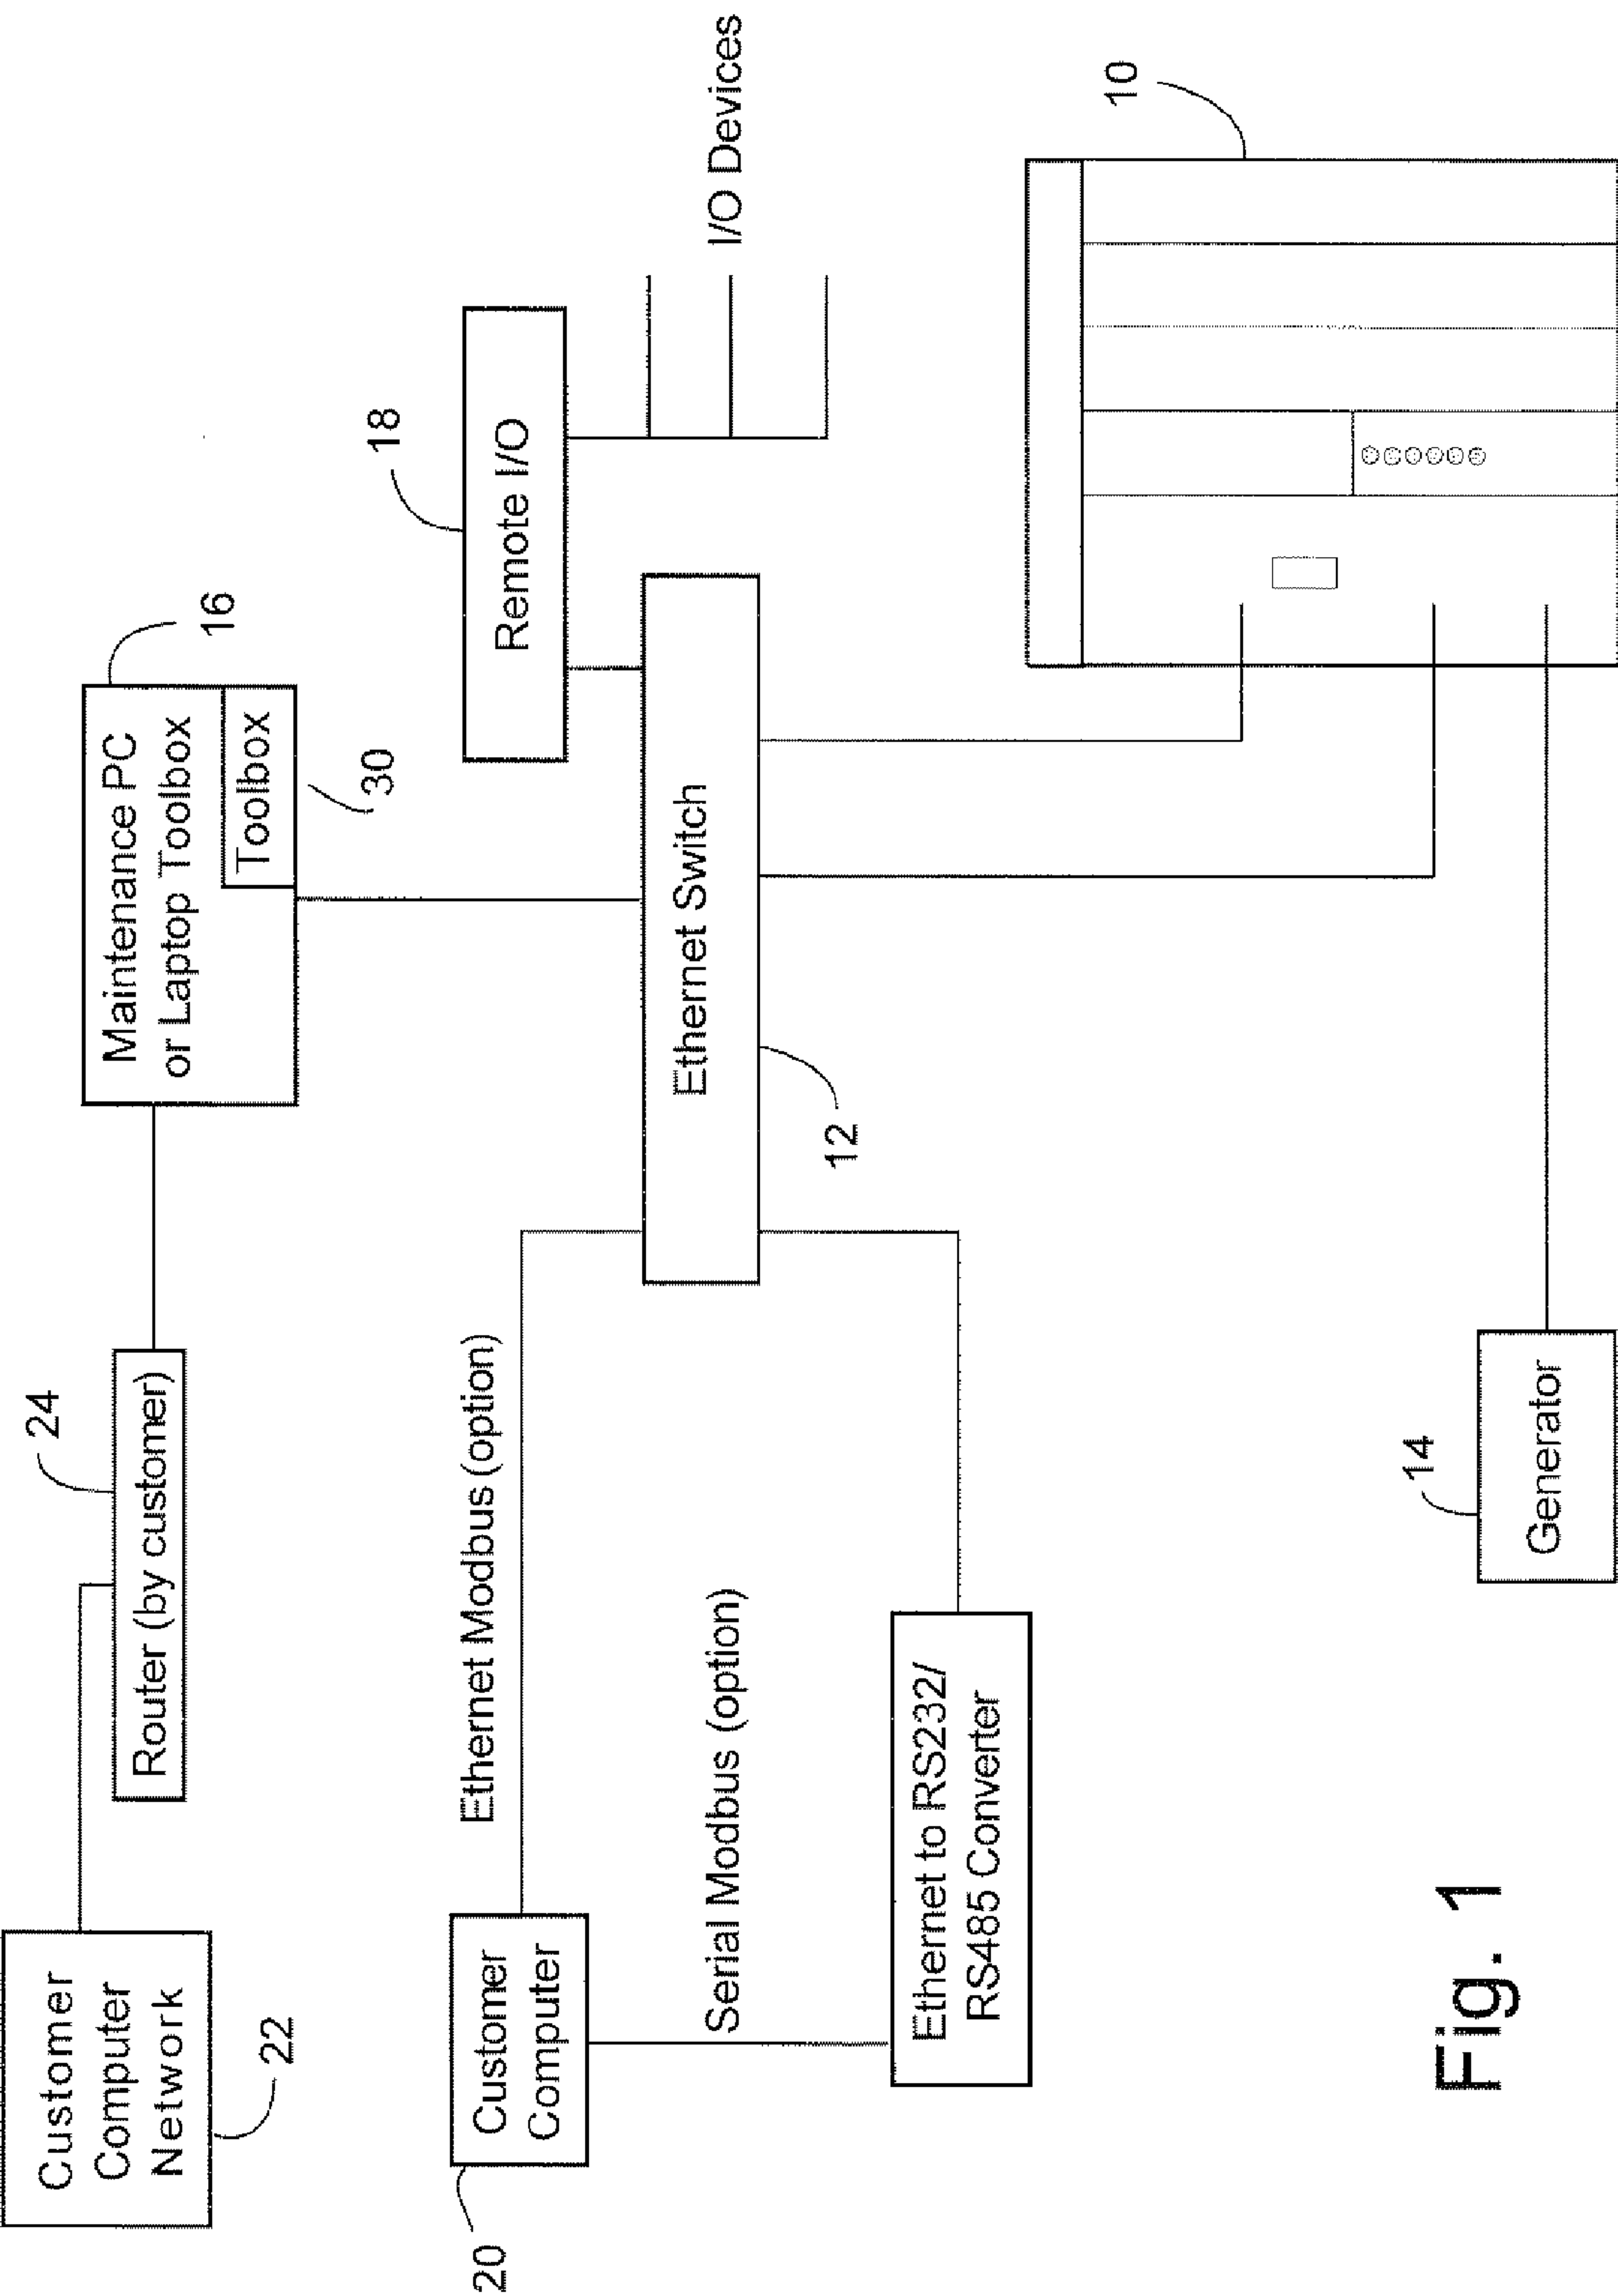 Customer
Computer
Network
22
24
Router (by customer)
16
Maintenance PC
or Laptop Toolbox
Toolbox
30
20
Customer
Computer
Ethernet Modbus (option)
18
Remote I/O
I/O Devices
Serial Modbus (option)
Ethernet Switch
12
Ethernet to RS232/
RS485 Converter
10
14
Generator
Fig. 1